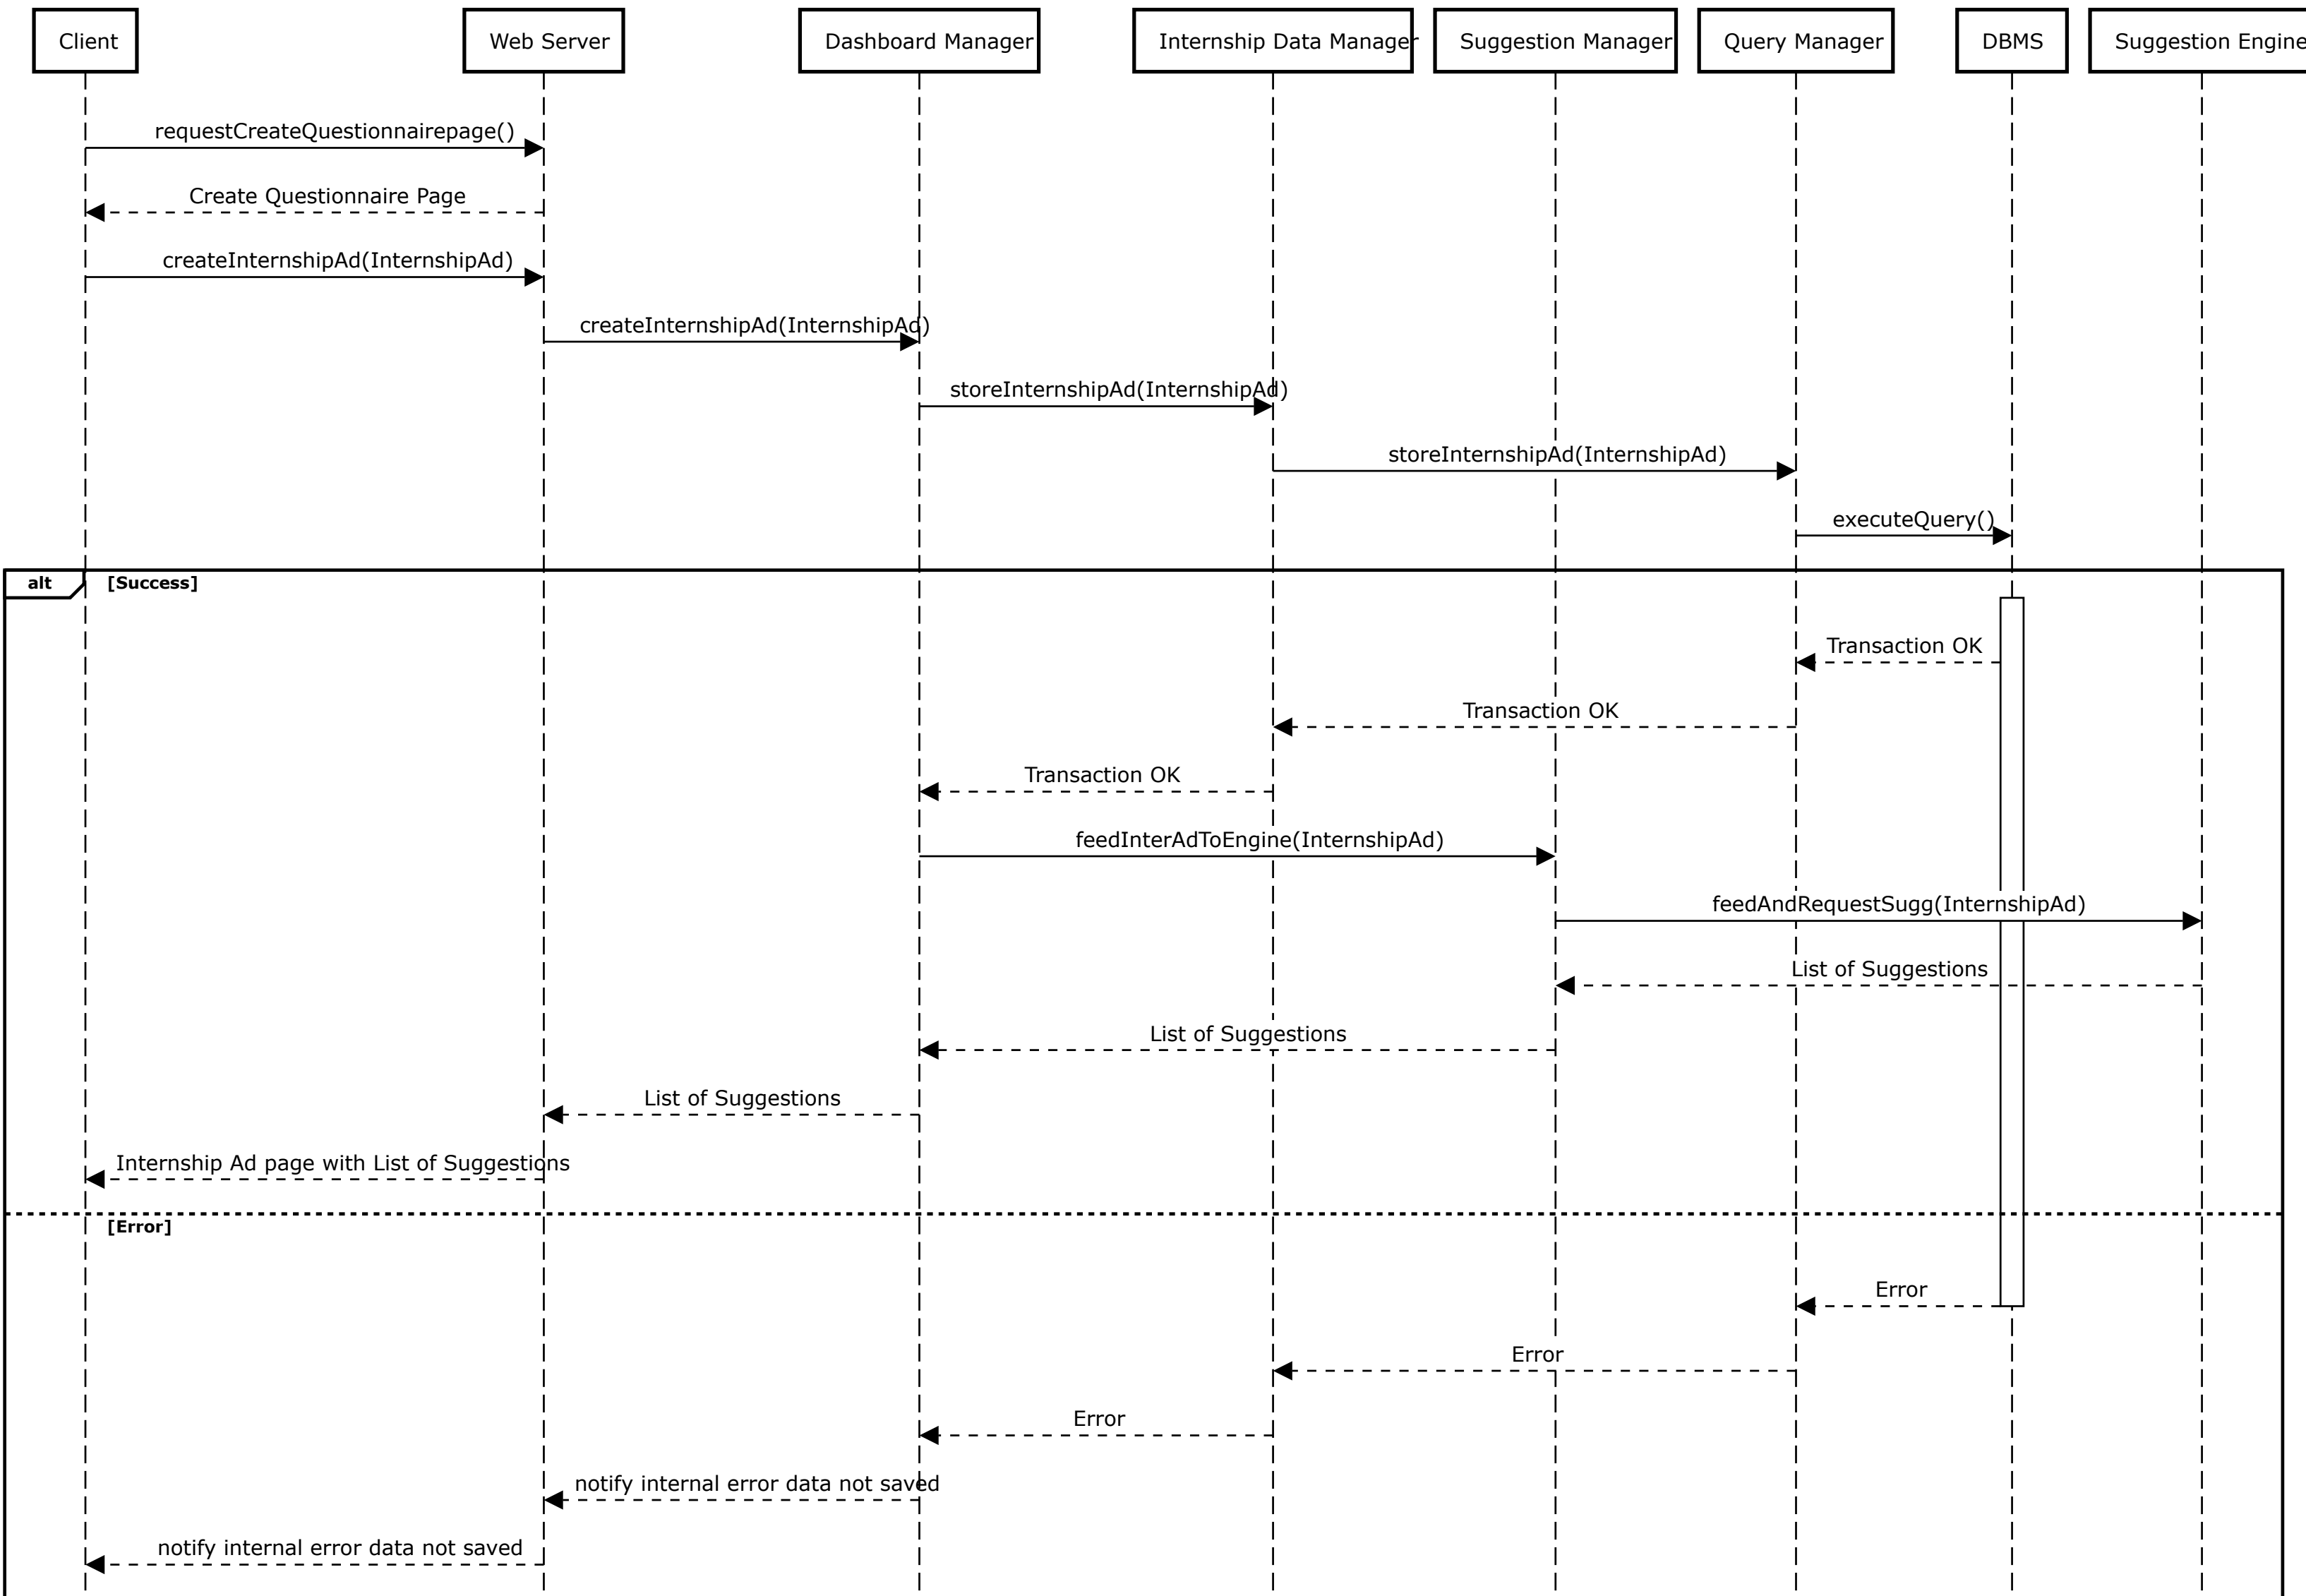 Client
Web Server
Dashboard Manager
Internship Data Manager
Suggestion Manager
Query Manager
DBMS
Suggestion Engine
requestCreateQuestionnairepage()
Create Questionnaire Page
createInternshipAd(InternshipAd)
createInternshipAd(InternshipAd)
storeInternshipAd(InternshipAd)
storeInternshipAd(InternshipAd)
executeQuery()
alt
[Success]
Transaction OK
Transaction OK
Transaction OK
feedInterAdToEngine(InternshipAd)
feedAndRequestSugg(InternshipAd)
List of Suggestions
List of Suggestions
List of Suggestions
Internship Ad page with List of Suggestions
[Error]
Error
Error
Error
notify internal error data not saved
notify internal error data not saved